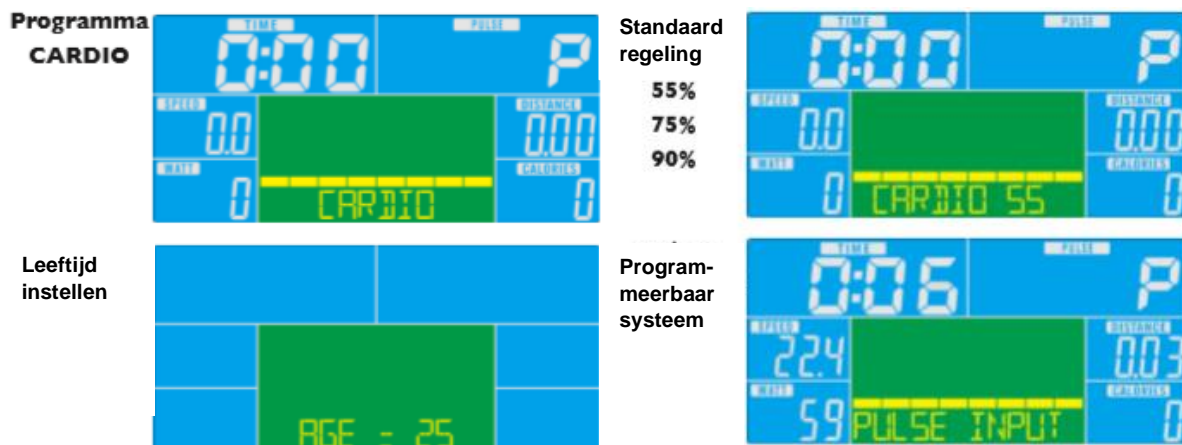 Programma
CARDIO
TIME PULSE
0:00 P
SPEED DISTANCE
0.0 0.00
WATT CALORIES
0 CARDIO 0
Standaard
regeling
55%
75%
90%
TIME PULSE
0:00 P
SPEED DISTANCE
0.0 0.00
WATT CALORIES
0 CARDIO 55 0
Leeftijd
instellen
AGE - 25
Program-
meerbaar
systeem
TIME PULSE
0:06 P
SPEED DISTANCE
22.4 0.03
WATT CALORIES
59 PULSE INPUT 0